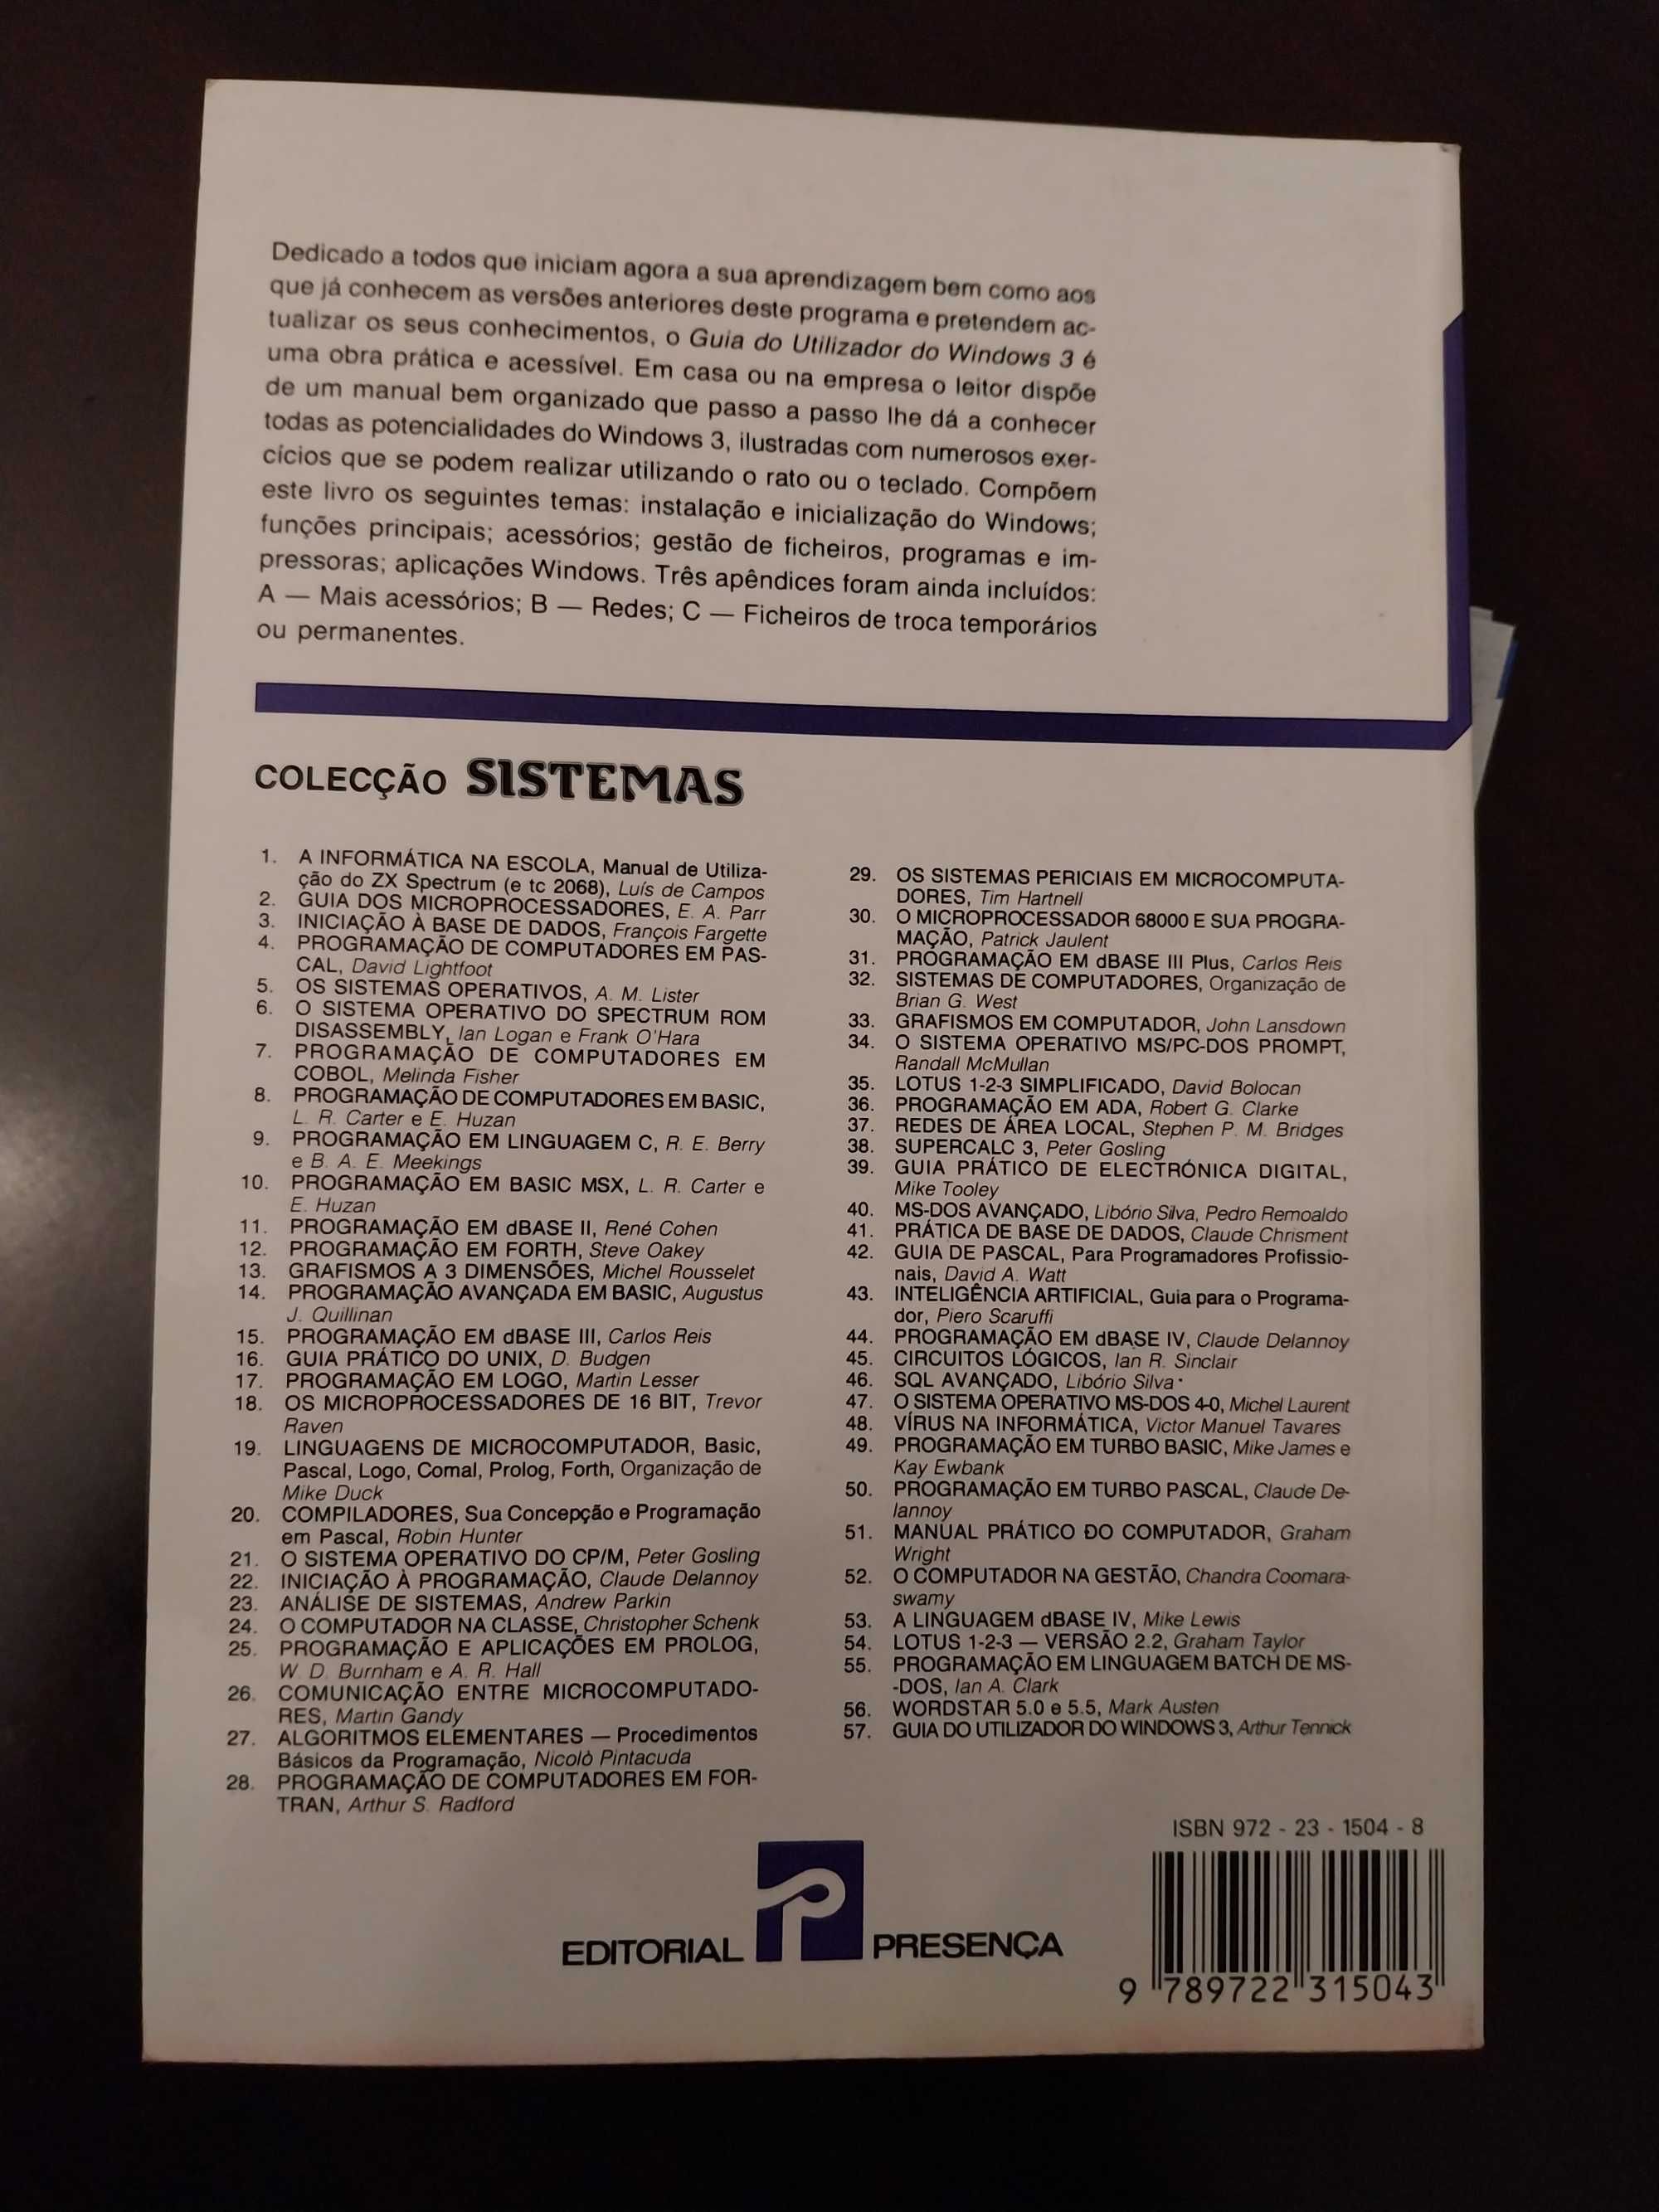 Dedicado a todos que iniciam agora a sua aprendizagem bem como aos
que já conhecem as versões anteriores deste programa e pretendem ac-
tualizar os seus conhecimentos, o Guia do Utilizador do Windows 3 é
uma obra prática e acessível. Em casa ou na empresa o leitor dispõe
de um manual bem organizado que passo a passo lhe dá a conhecer
todas as potencialidades do Windows 3, ilustradas com numerosos exer-
cícios que se podem realizar utilizando o rato ou o teclado. Compõem
este livro os seguintes temas: instalação e inicialização do Windows;
funções principais; acessórios; gestão de ficheiros, programas e im-
pressoras; aplicações Windows. Três apêndices foram ainda incluídos:
A — Mais acessórios; B — Redes; C — Ficheiros de troca temporários
ou permanentes.
COLECÇÃO SISTEMAS
1. A INFORMÁTICA NA ESCOLA, Manual de Utiliza-
ção do ZX Spectrum (e tc 2068), Luís de Campos
2. GUIA DOS MICROPROCESSADORES, E. A. Parr
3. INICIAÇÃO À BASE DE DADOS, François Fargette
4. PROGRAMAÇÃO DE COMPUTADORES EM PAS-
CAL, David Lightfoot
5. OS SISTEMAS OPERATIVOS, A. M. Lister
6. O SISTEMA OPERATIVO DO SPECTRUM ROM
DISASSEMBLY, Ian Logan e Frank O'Hara
7. PROGRAMAÇÃO DE COMPUTADORES EM
COBOL, Melinda Fisher
8. PROGRAMAÇÃO DE COMPUTADORES EM BASIC,
L. R. Carter e E. Huzan
9. PROGRAMAÇÃO EM LINGUAGEM C, R. E. Berry
e B. A. E. Meekings
10. PROGRAMAÇÃO EM BASIC MSX, L. R. Carter e
E. Huzan
11. PROGRAMAÇÃO EM dBASE II, René Cohen
12. PROGRAMAÇÃO EM FORTH, Steve Oakey
13. GRAFISMOS A 3 DIMENSÕES, Michel Rousselet
14. PROGRAMAÇÃO AVANÇADA EM BASIC, Augustus
J. Quillinan
15. PROGRAMAÇÃO EM dBASE III, Carlos Reis
16. GUIA PRÁTICO DO UNIX, D. Budgen
17. PROGRAMAÇÃO EM LOGO, Martin Lesser
18. OS MICROPROCESSADORES DE 16 BIT, Trevor
Raven
19. LINGUAGENS DE MICROCOMPUTADOR, Basic,
Pascal, Logo, Comal, Prolog, Forth, Organização de
Mike Duck
20. COMPILADORES, Sua Concepção e Programação
em Pascal, Robin Hunter
21. O SISTEMA OPERATIVO DO CP/M, Peter Gosling
22. INICIAÇÃO À PROGRAMAÇÃO, Claude Delannoy
23. ANÁLISE DE SISTEMAS, Andrew Parkin
24. O COMPUTADOR NA CLASSE, Christopher Schenk
25. PROGRAMAÇÃO E APLICAÇÕES EM PROLOG,
W. D. Burnham e A. R. Hall
26. COMUNICAÇÃO ENTRE MICROCOMPUTADO-
RES, Martin Gandy
27. ALGORITMOS ELEMENTARES — Procedimentos
Básicos da Programação, Nicolò Pintacuda
28. PROGRAMAÇÃO DE COMPUTADORES EM FOR-
TRAN, Arthur S. Radford
29. OS SISTEMAS PERICIAIS EM MICROCOMPUTA-
DORES, Tim Hartnell
30. O MICROPROCESSADOR 68000 E SUA PROGRA-
MAÇÃO, Patrick Jaulent
31. PROGRAMAÇÃO EM dBASE III Plus, Carlos Reis
32. SISTEMAS DE COMPUTADORES, Organização de
Brian G. West
33. GRAFISMOS EM COMPUTADOR, John Lansdown
34. O SISTEMA OPERATIVO MS/PC-DOS PROMPT,
Randall McMullan
35. LOTUS 1-2-3 SIMPLIFICADO, David Bolocan
36. PROGRAMAÇÃO EM ADA, Robert G. Clarke
37. REDES DE ÁREA LOCAL, Stephen P. M. Bridges
38. SUPERCALC 3, Peter Gosling
39. GUIA PRÁTICO DE ELECTRÓNICA DIGITAL,
Mike Tooley
40. MS-DOS AVANÇADO, Libório Silva, Pedro Remoaldo
41. PRÁTICA DE BASE DE DADOS, Claude Chrisment
42. GUIA DE PASCAL, Para Programadores Profissio-
nais, David A. Watt
43. INTELIGÊNCIA ARTIFICIAL, Guia para o Programa-
dor, Piero Scaruffi
44. PROGRAMAÇÃO EM dBASE IV, Claude Delannoy
45. CIRCUITOS LÓGICOS, Ian R. Sinclair
46. SQL AVANÇADO, Libório Silva
47. O SISTEMA OPERATIVO MS-DOS 4-0, Michel Laurent
48. VÍRUS NA INFORMÁTICA, Victor Manuel Tavares
49. PROGRAMAÇÃO EM TURBO BASIC, Mike James e
Kay Ewbank
50. PROGRAMAÇÃO EM TURBO PASCAL, Claude De-
lannoy
51. MANUAL PRÁTICO DO COMPUTADOR, Graham
Wright
52. O COMPUTADOR NA GESTÃO, Chandra Coomara-
swamy
53. A LINGUAGEM dBASE IV, Mike Lewis
54. LOTUS 1-2-3 — VERSÃO 2.2, Graham Taylor
55. PROGRAMAÇÃO EM LINGUAGEM BATCH DE MS-
-DOS, Ian A. Clark
56. WORDSTAR 5.0 e 5.5, Mark Austen
57. GUIA DO UTILIZADOR DO WINDOWS 3, Arthur Tennick
EDITORIAL P PRESENÇA
ISBN 972 - 23 - 1504 - 8
9 789722 315043